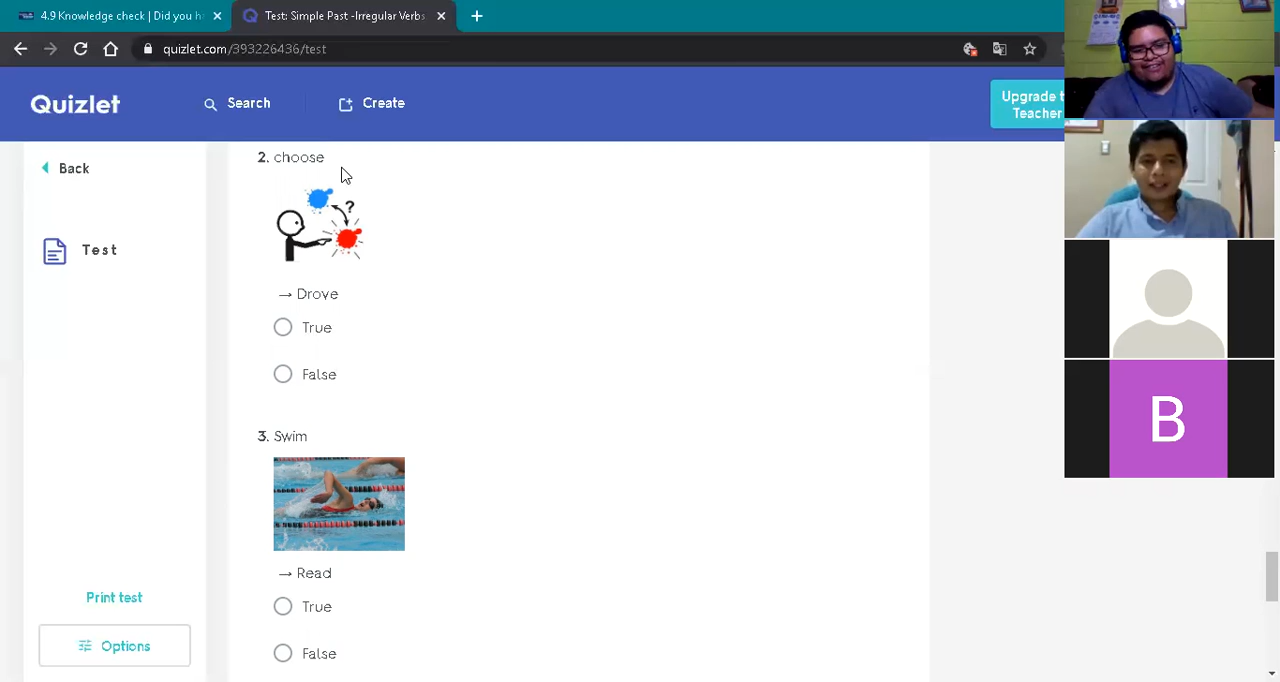 4.9 Knowledge check | Did you h
Test: Simple Past -Irregular Verbs
quizlet.com/393226436/test
Quizlet
Search
Create
Upgrade t
Teacher
Back
Test
2. choose
?
→ Drove
True
False
3. Swim
→ Read
True
False
Print test
Options
B